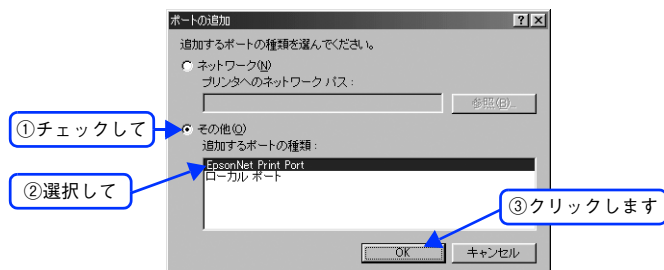 ポートの追加
追加するポートの種類を選んでください。
ネットワーク(N)
プリンタへのネットワーク パス：
参照(B)...
①チェックして
その他(O)
追加するポートの種類：
EpsonNet Print Port
ローカル ポート
②選択して
③クリックします
OK
キャンセル